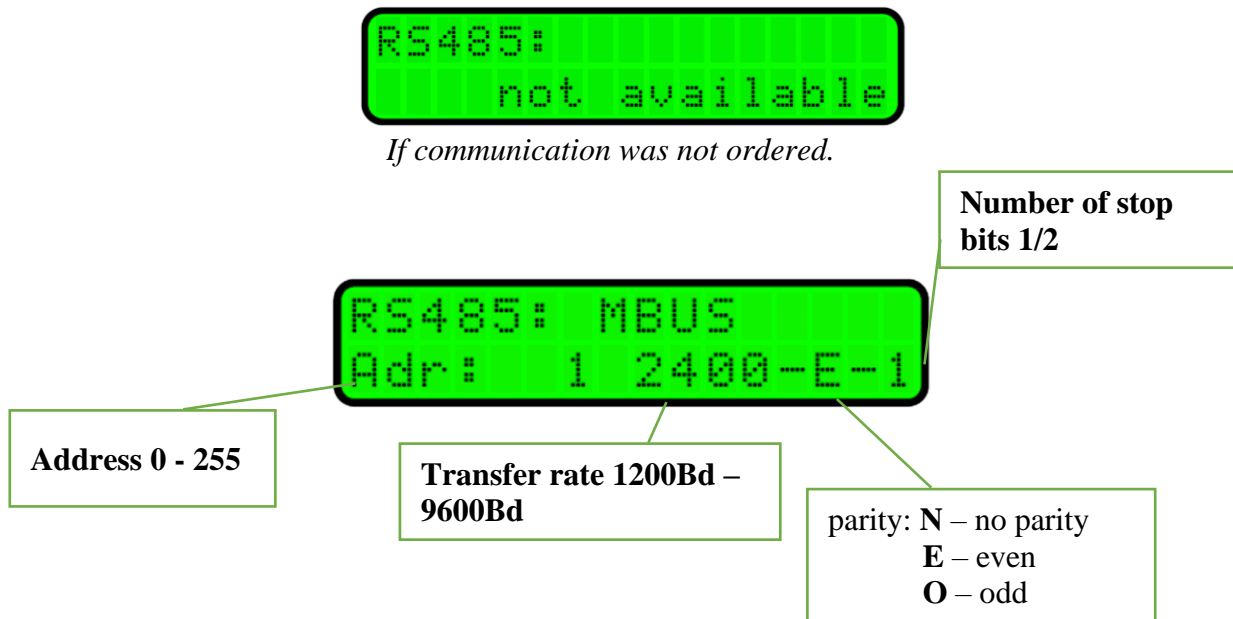 RS485:
not available
If communication was not ordered.
Number of stop
bits 1/2
RS485: MBUS
Adr: 1 2400-E-1
Address 0 - 255
Transfer rate 1200Bd –
9600Bd
parity: N – no parity
E – even
O – odd